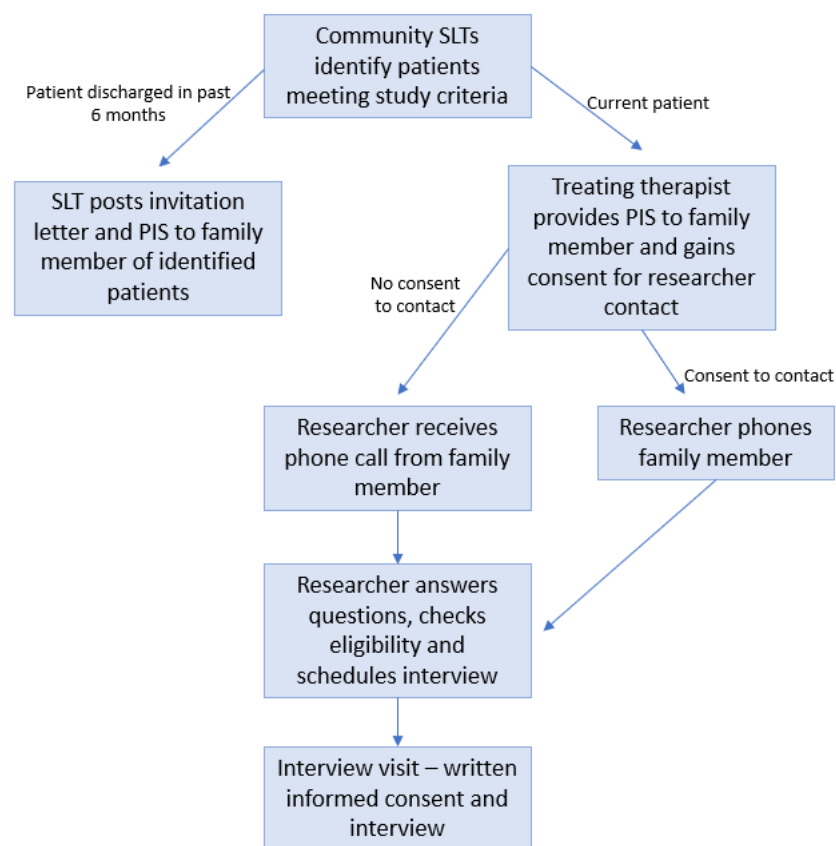 Community SLTs
identify patients
meeting study criteria
Patient discharged in past
6 months
Current patient
SLT posts invitation
letter and PIS to family
member of identified
patients
Treating therapist
provides PIS to family
member and gains
consent for researcher
contact
No consent
to contact
Consent to contact
Researcher receives
phone call from family
member
Researcher phones
family member
Researcher answers
questions, checks
eligibility and
schedules interview
Interview visit – written
informed consent and
interview